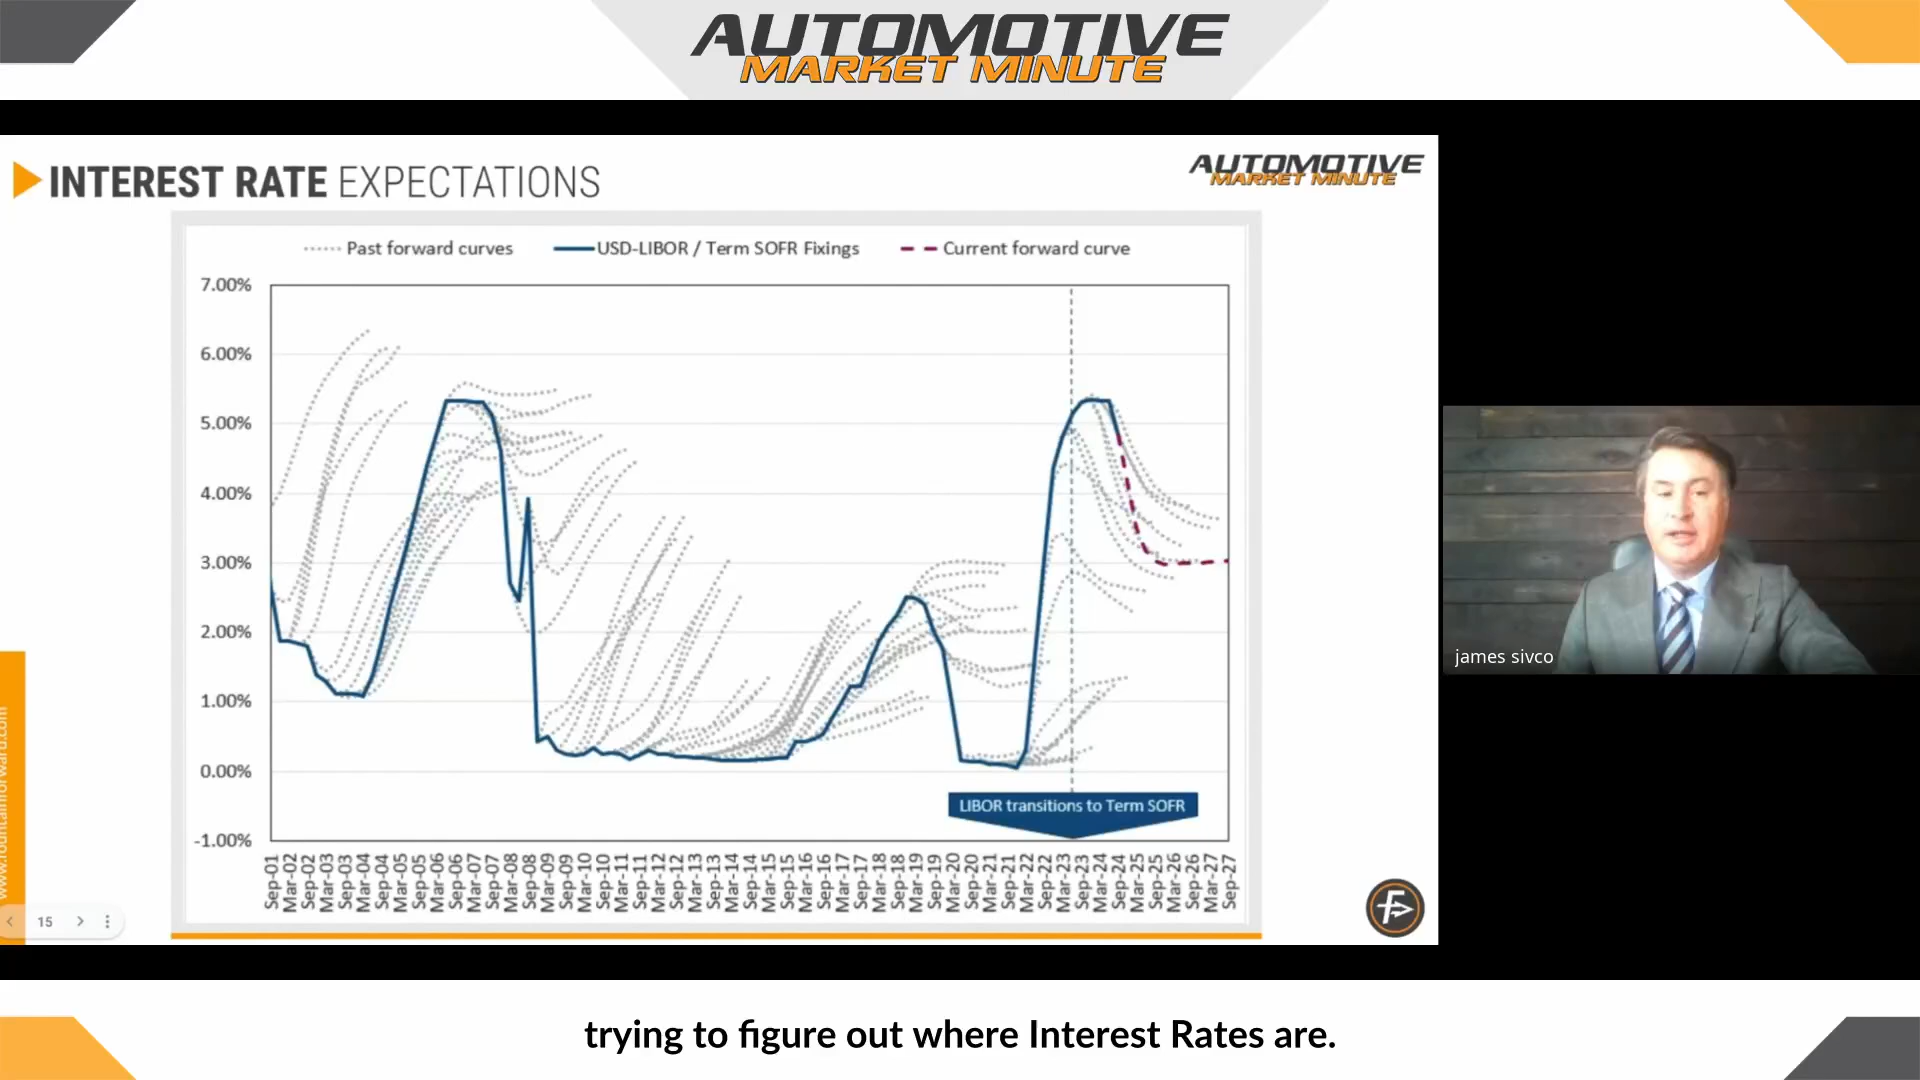 AUTOMOTIVE
MARKET MINUTE
INTEREST RATE EXPECTATIONS
AUTOMOTIVE
MARKET MINUTE
Past forward curves
USD-LIBOR / Term SOFR Fixings
Current forward curve
7.00%
6.00%
5.00%
4.00%
3.00%
2.00%
1.00%
0.00%
-1.00%
LIBOR transitions to Term SOFR
Sep-01
Mar-02
Sep-02
Mar-03
Sep-03
Mar-04
Sep-04
Mar-05
Sep-05
Mar-06
Sep-06
Mar-07
Sep-07
Mar-08
Sep-08
Mar-09
Sep-09
Mar-10
Sep-10
Mar-11
Sep-11
Mar-12
Sep-12
Mar-13
Sep-13
Mar-14
Sep-14
Mar-15
Sep-15
Mar-16
Sep-16
Mar-17
Sep-17
Mar-18
Sep-18
Mar-19
Sep-19
Mar-20
Sep-20
Mar-21
Sep-21
Mar-22
Sep-22
Mar-23
Sep-23
Mar-24
Sep-24
Mar-25
Sep-25
Mar-26
Sep-26
Mar-27
Sep-27
15
james sivco
trying to figure out where Interest Rates are.